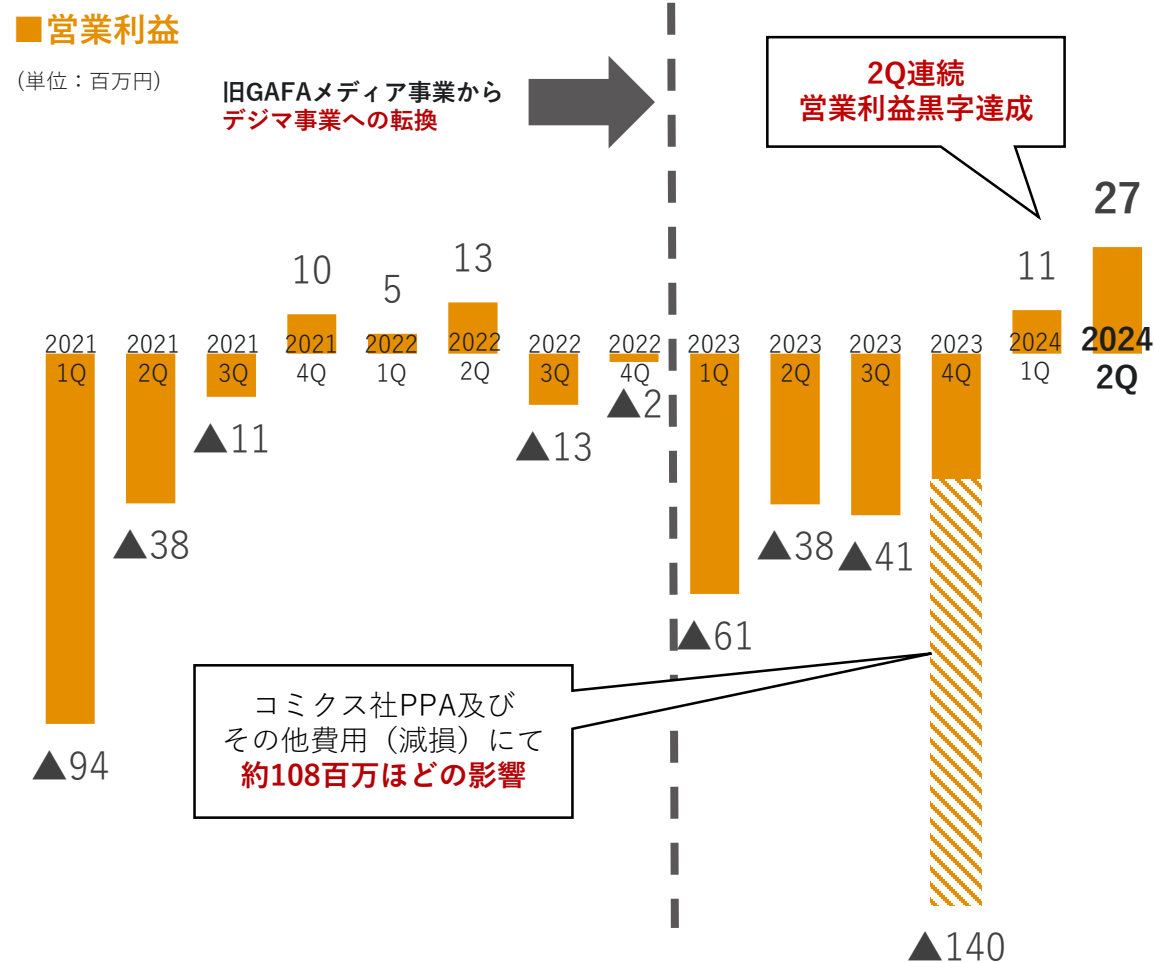 ■営業利益
(単位：百万円)
旧GAFAメディア事業から
デジマ事業への転換
2Q連続
営業利益黒字達成
27
11
10
5
13
2021
1Q
2021
2Q
2021
3Q
2021
4Q
2022
1Q
2022
2Q
2022
3Q
2022
4Q
2023
1Q
2023
2Q
2023
3Q
2023
4Q
2024
1Q
2024
2Q
▲94
▲38
▲11
▲13
▲2
▲61
▲38
▲41
▲140
コミクス社PPA及び
その他費用（減損）にて
約108百万ほどの影響